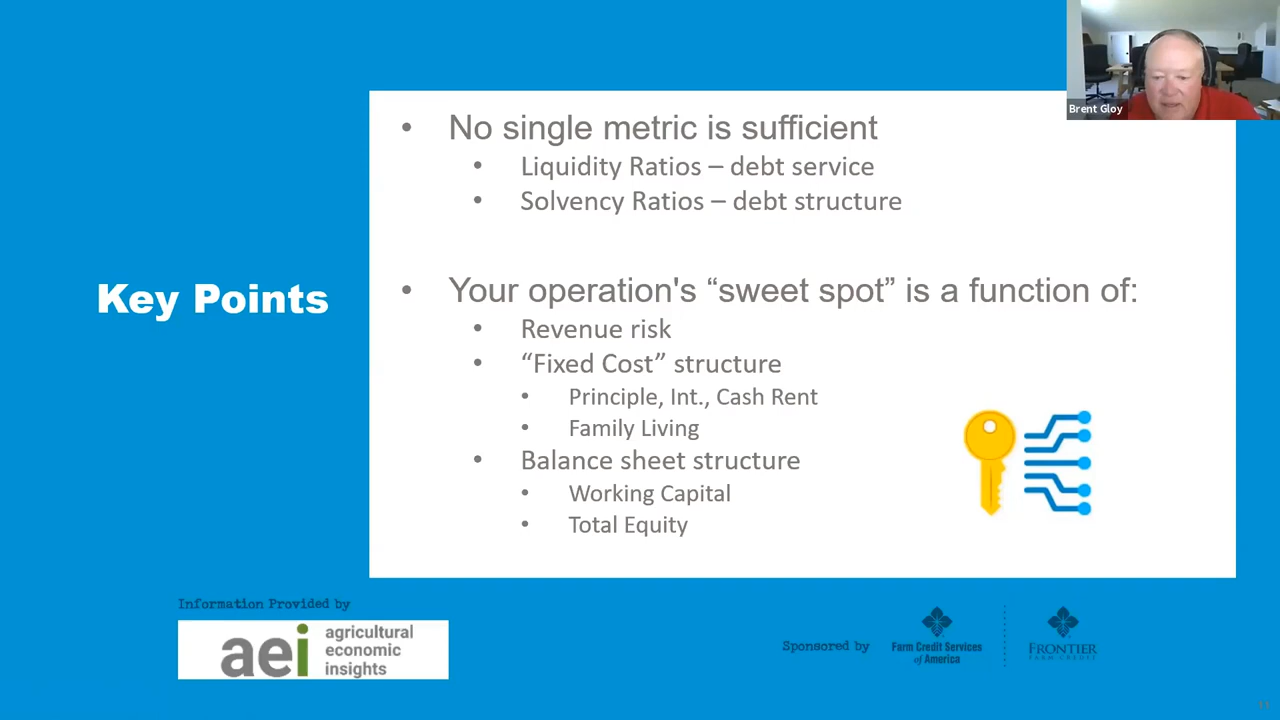 Brent Gloy
Key Points
• No single metric is sufficient
• Liquidity Ratios – debt service
• Solvency Ratios – debt structure
• Your operation's “sweet spot” is a function of:
• Revenue risk
• “Fixed Cost” structure
• Principle, Int., Cash Rent
• Family Living
• Balance sheet structure
• Working Capital
• Total Equity
Information Provided by
aei agricultural
economic
insights
Sponsored by
Farm Credit Services
of America
FRONTIER
FARM CREDIT